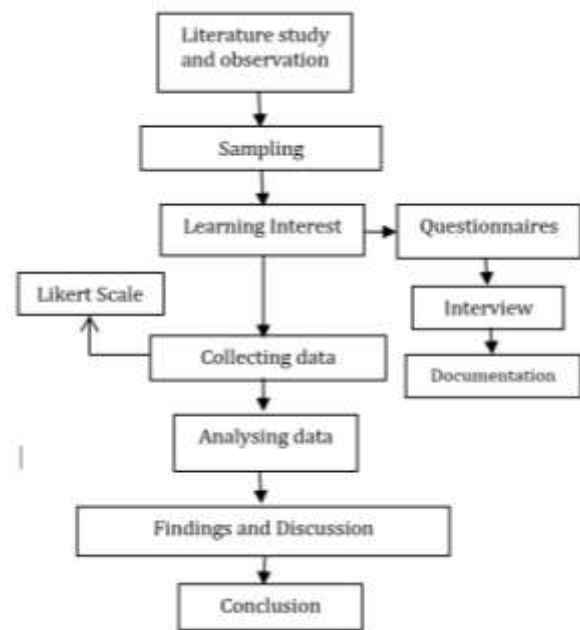 Literature study
and observation
Sampling
Learning Interest
Questionnaires
Likert Scale
Interview
Collecting data
Documentation
Analysing data
Findings and Discussion
Conclusion